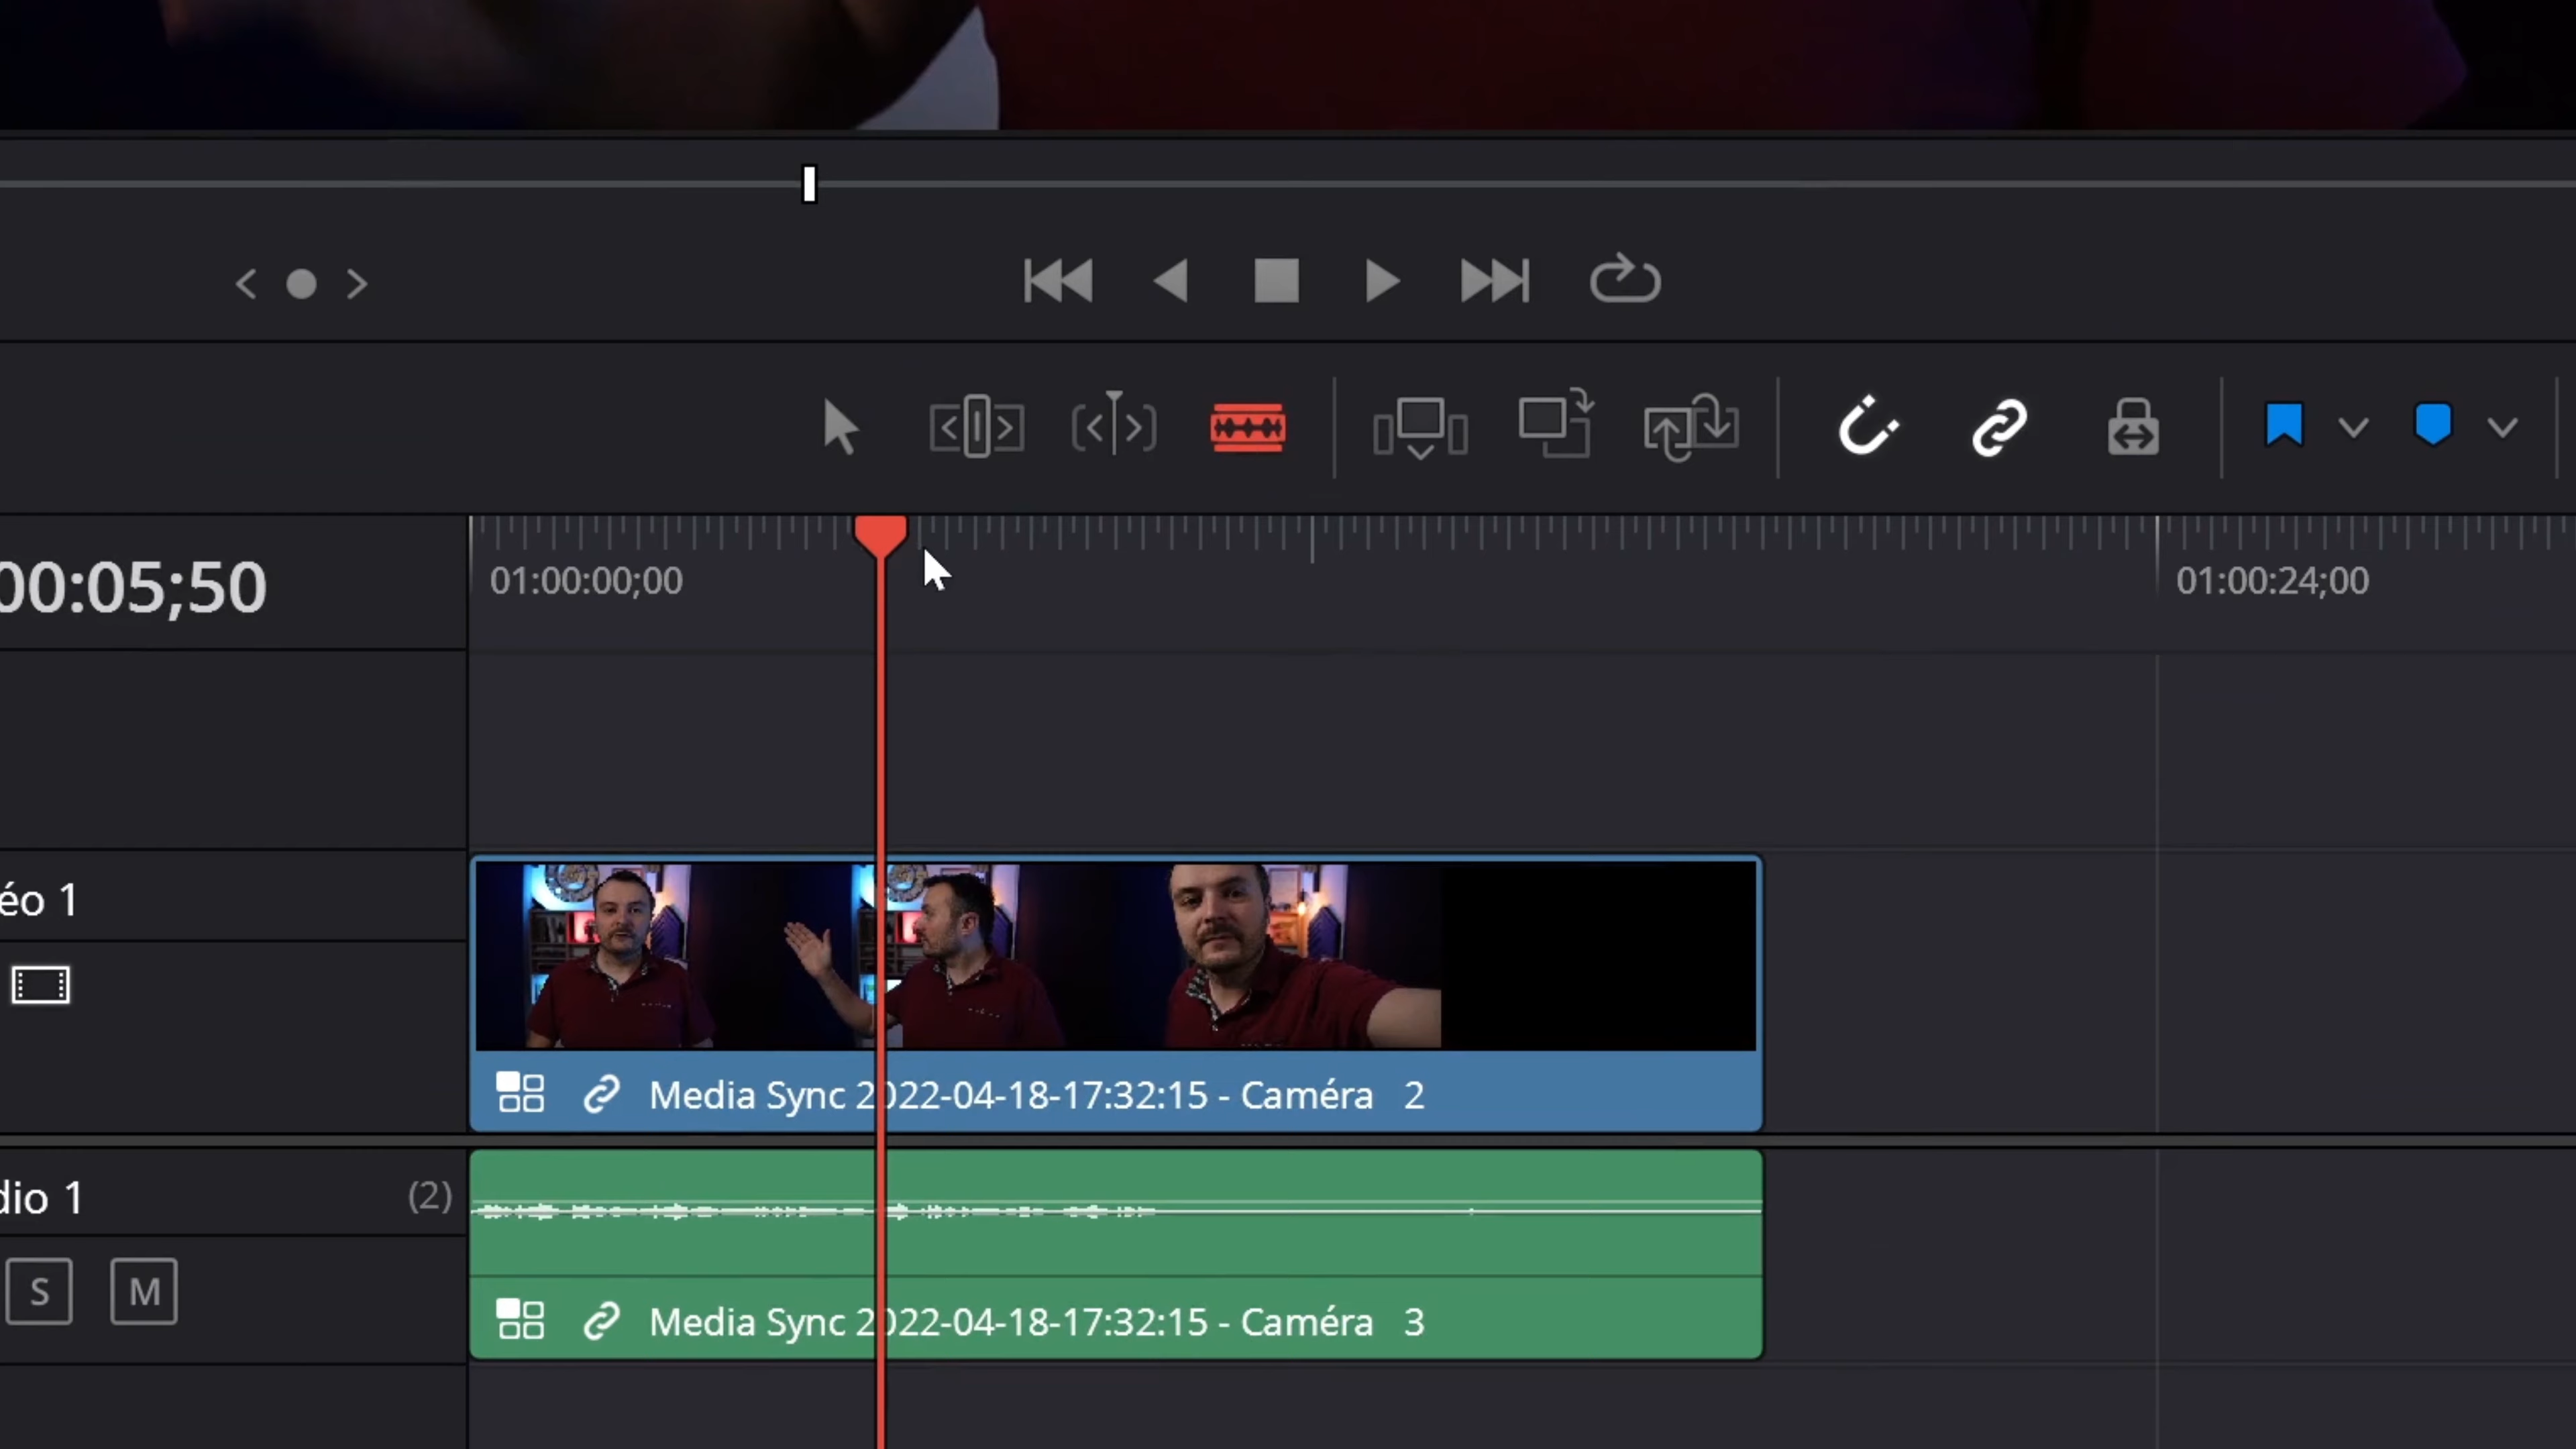 00:05;50
01:00:00;00
01:00:24;00
éo 1
Media Sync 2022-04-18-17:32:15 - Caméra 2
dio 1
(2)
S
M
Media Sync 2022-04-18-17:32:15 - Caméra 3